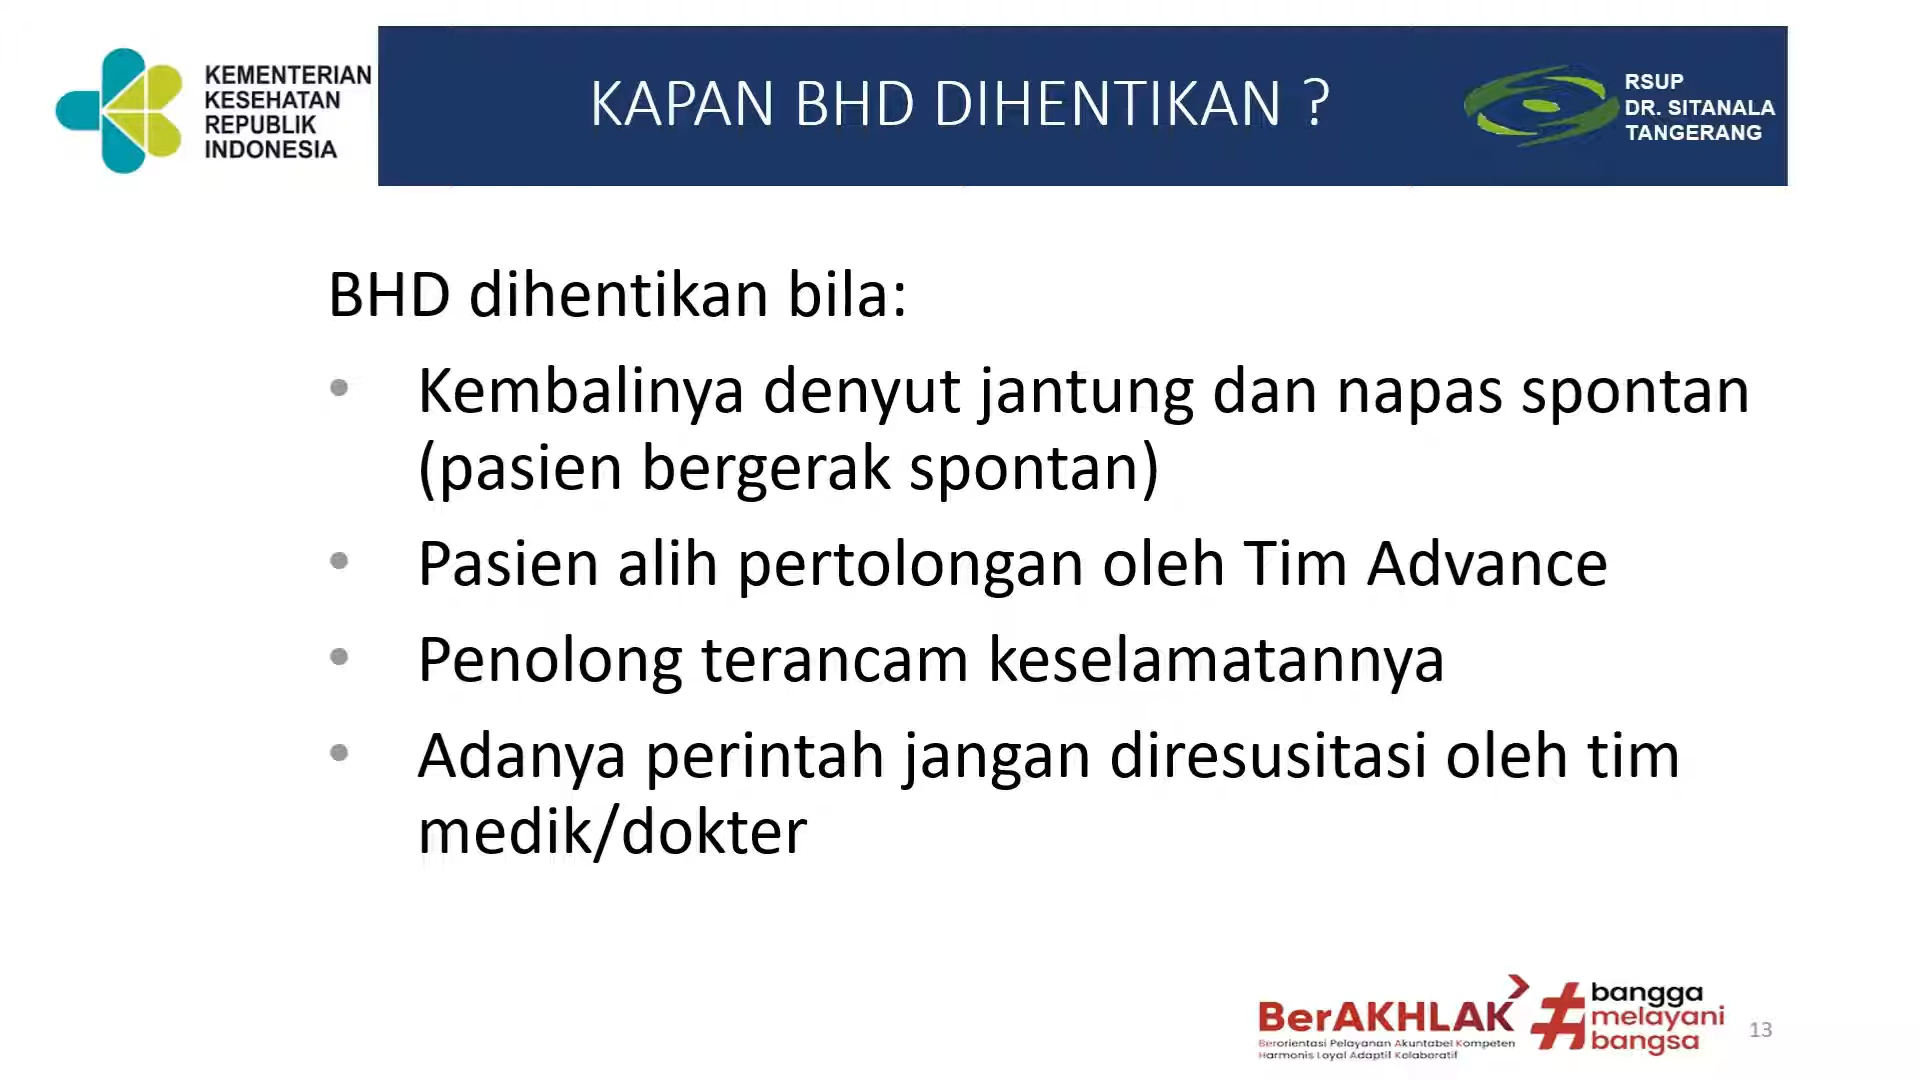 KEMENTERIAN
KESEHATAN
REPUBLIK
INDONESIA
KAPAN BHD DIHENTIKAN ?
RSUP
DR. SITANALA
TANGERANG
BHD dihentikan bila:
• Kembalinya denyut jantung dan napas spontan
(pasien bergerak spontan)
• Pasien alih pertolongan oleh Tim Advance
• Penolong terancam keselamatannya
• Adanya perintah jangan diresusitasi oleh tim
medik/dokter
BerAKHLAK
Berorientasi Pelayanan Akuntabel Kompeten
Harmonis Loyal Adaptif Kolaboratif
#bangga
melayani
bangsa
13